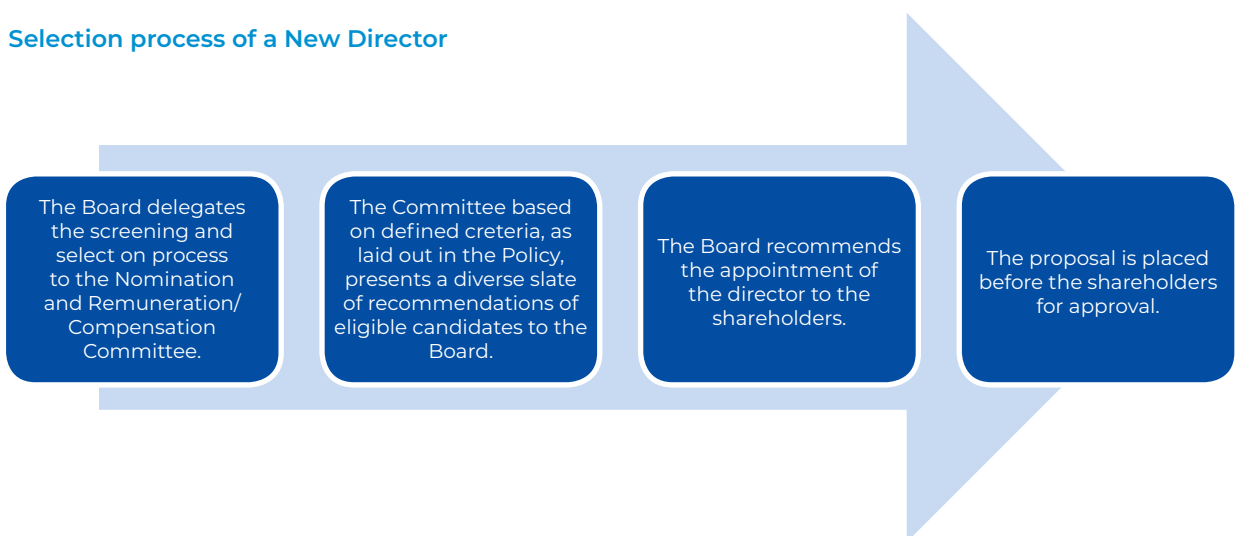 Selection process of a New Director
The Board delegates
the screening and
select on process
to the Nomination
and Remuneration/
Compensation
Committee.
The Committee based
on defined creteria, as
laid out in the Policy,
presents a diverse slate
of recommendations of
eligible candidates to the
Board.
The Board recommends
the appointment of
the director to the
shareholders.
The proposal is placed
before the shareholders
for approval.